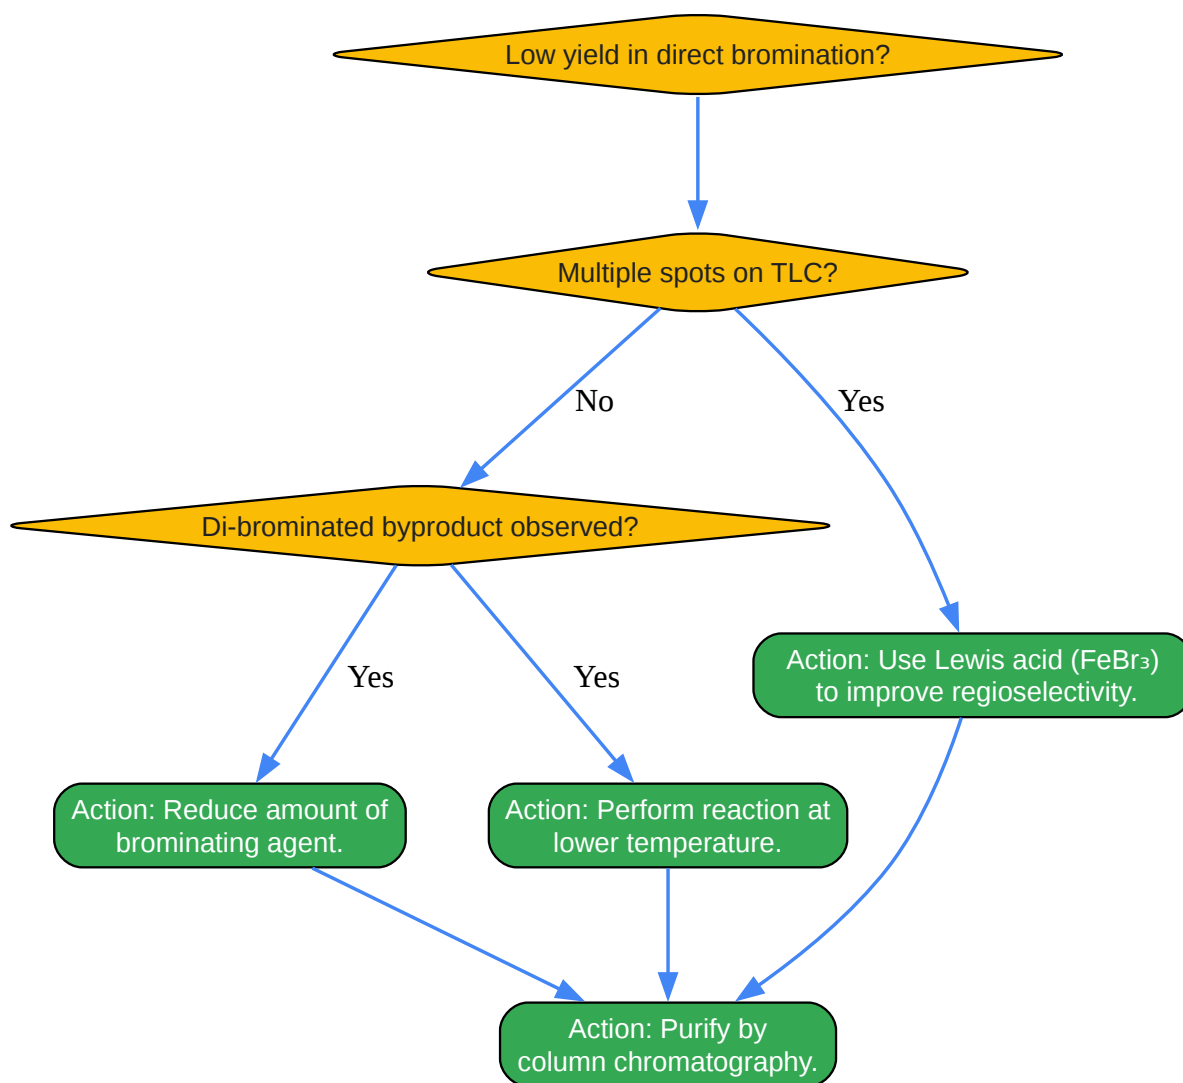 Low yield in direct bromination?
Multiple spots on TLC?
No
Yes
Di-brominated byproduct observed?
Action: Use Lewis acid (FeBr₃)
to improve regioselectivity.
Yes
Yes
Action: Reduce amount of
brominating agent.
Action: Perform reaction at
lower temperature.
Action: Purify by
column chromatography.